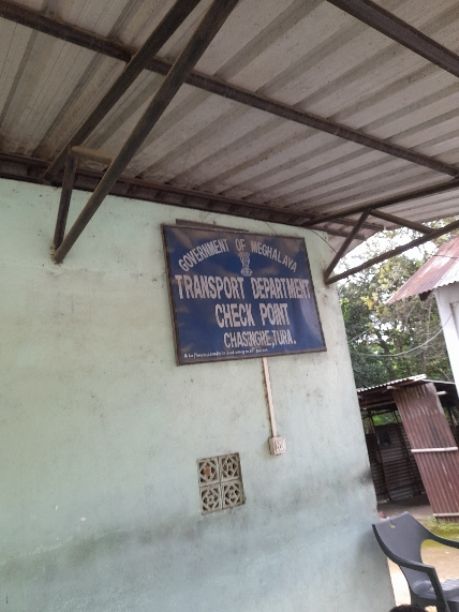 GOVERNMENT OF MEGHALAYA
TRANSPORT DEPARTMENT
CHECK POINT
CHASINGRE, TURA.